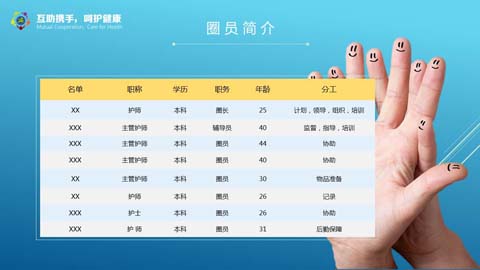 互助携手，呵护健康
Mutual Cooperation, Care for Health
圈员简介
名单 职称 学历 职务 年龄 分工
XX 护师 本科 圈长 25 计划，领导，组织，培训
XXX 主管护师 本科 辅导员 40 监督，指导，培训
XXX 主管护师 本科 圈员 44 协助
XXX 主管护师 本科 圈员 40 协助
XX 主管护师 本科 圈员 30 物品准备
XX 护师 本科 圈员 26 记录
XXX 护士 本科 圈员 26 协助
XXX 护 师 本科 圈员 31 后勤保障